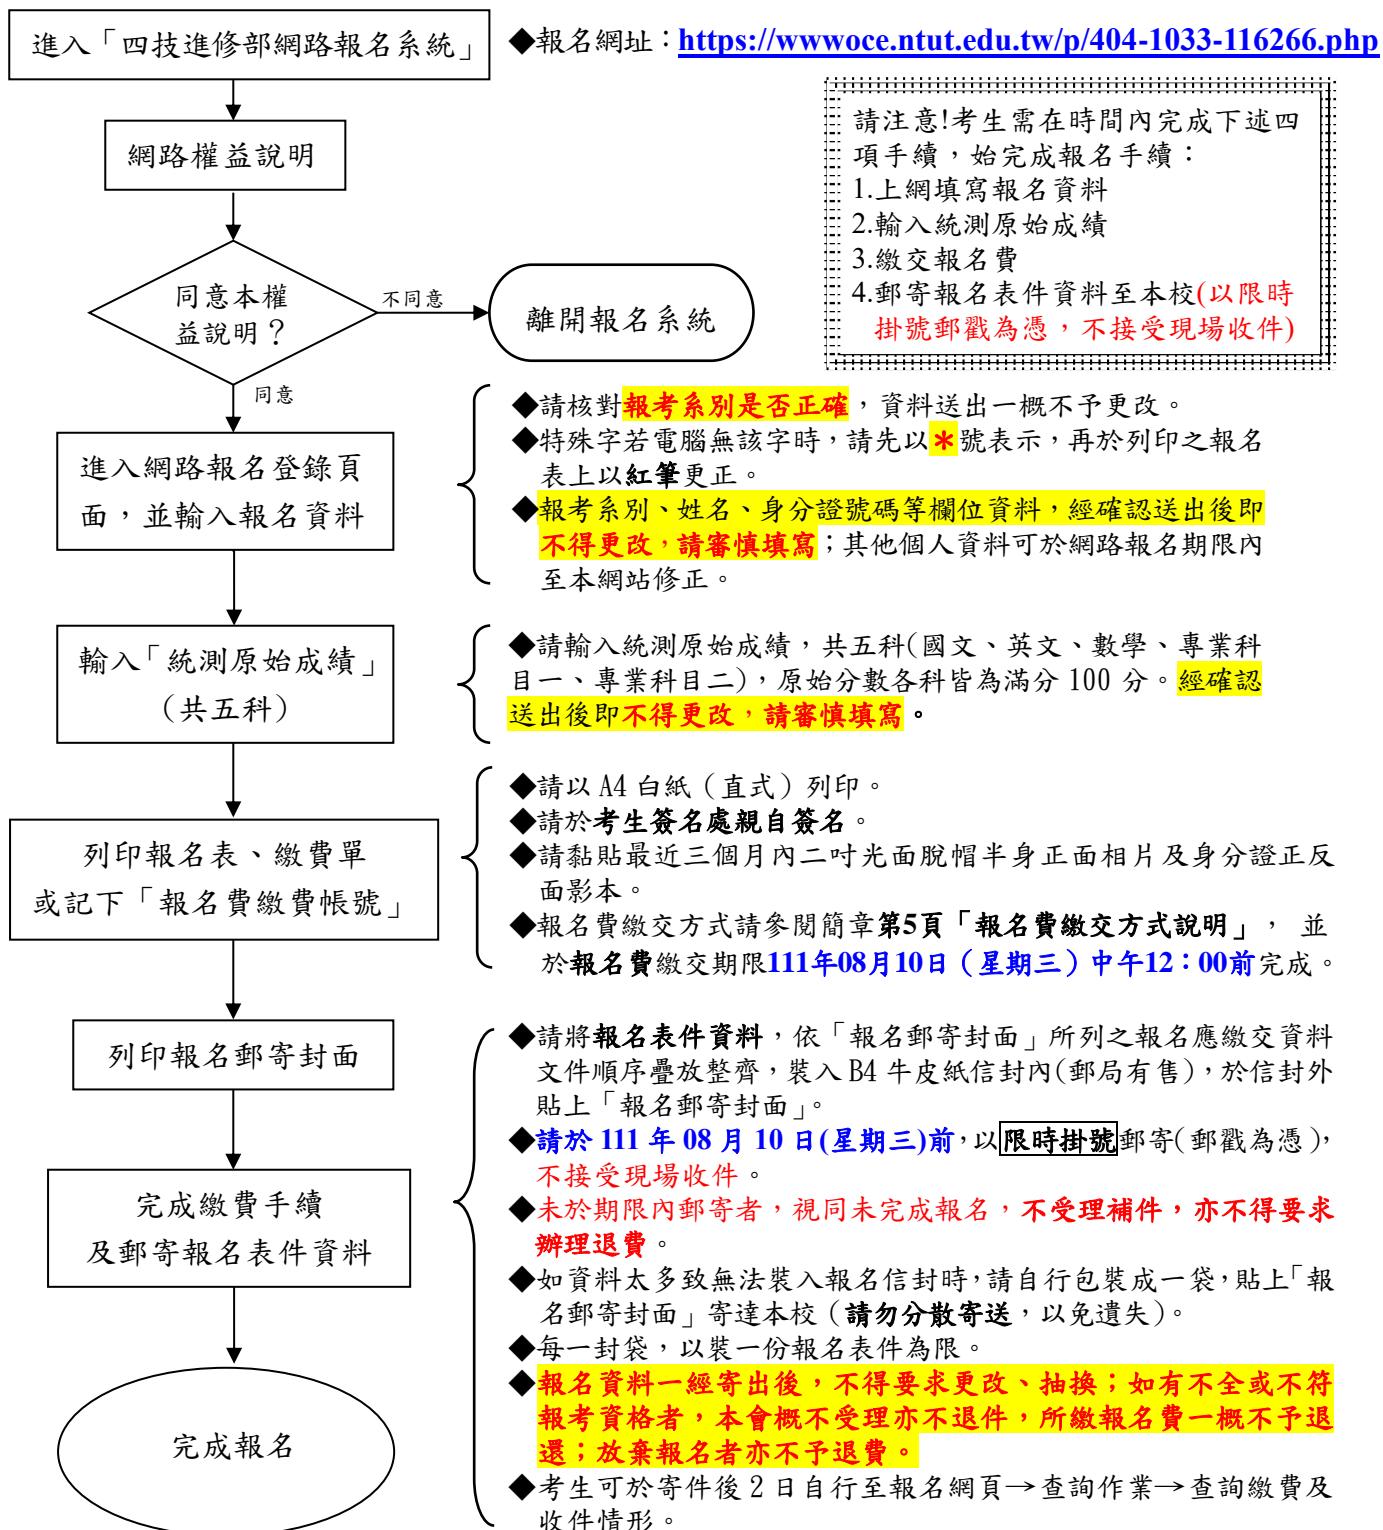 進入「四技進修部網路報名系統」
◆報名網址：https://wwwoce.ntut.edu.tw/p/404-1033-116266.php
請注意!考生需在時間內完成下述四
項手續，始完成報名手續：
1.上網填寫報名資料
2.輸入統測原始成績
3.繳交報名費
4.郵寄報名表件資料至本校(以限時
掛號郵戳為憑，不接受現場收件)
網路權益說明
同意本權
益說明？
不同意
離開報名系統
同意
進入網路報名登錄頁
面，並輸入報名資料
◆請核對報考系別是否正確，資料送出一概不予更改。
◆特殊字若電腦無該字時，請先以＊號表示，再於列印之報名
表上以紅筆更正。
◆報考系別、姓名、身分證號碼等欄位資料，經確認送出後即
不得更改，請審慎填寫；其他個人資料可於網路報名期限內
至本網站修正。
輸入「統測原始成績」
（共五科）
◆請輸入統測原始成績，共五科(國文、英文、數學、專業科
目一、專業科目二)，原始分數各科皆為滿分 100 分。經確認
送出後即不得更改，請審慎填寫。
列印報名表、繳費單
或記下「報名費繳費帳號」
◆請以 A4 白紙（直式）列印。
◆請於考生簽名處親自簽名。
◆請黏貼最近三個月內二吋光面脫帽半身正面相片及身分證正反
面影本。
◆報名費繳交方式請參閱簡章第5頁「報名費繳交方式說明」， 並
於報名費繳交期限111年08月10日（星期三）中午12：00前完成。
列印報名郵寄封面
◆請將報名表件資料，依「報名郵寄封面」所列之報名應繳交資料
文件順序疊放整齊，裝入 B4 牛皮紙信封內(郵局有售)，於信封外
貼上「報名郵寄封面」。
◆請於 111 年 08 月 10 日(星期三)前，以限時掛號郵寄(郵戳為憑)，
不接受現場收件。
◆未於期限內郵寄者，視同未完成報名，不受理補件，亦不得要求
辦理退費。
◆如資料太多致無法裝入報名信封時，請自行包裝成一袋，貼上「報
名郵寄封面」寄達本校（請勿分散寄送，以免遺失）。
◆每一封袋，以裝一份報名表件為限。
◆報名資料一經寄出後，不得要求更改、抽換；如有不全或不符
報考資格者，本會概不受理亦不退件，所繳報名費一概不予退
還；放棄報名者亦不予退費。
◆考生可於寄件後 2 日自行至報名網頁→查詢作業→查詢繳費及
收件情形。
完成繳費手續
及郵寄報名表件資料
完成報名